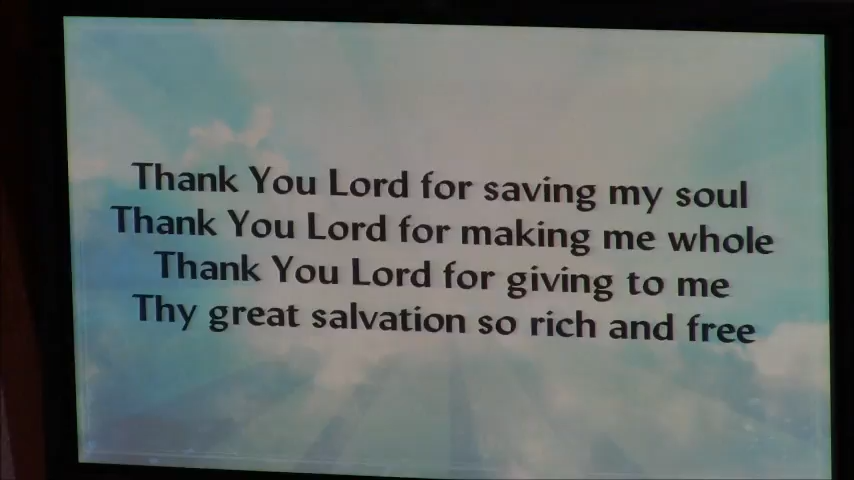 Thank You Lord for saving my soul
Thank You Lord for making me whole
Thank You Lord for giving to me
Thy great salvation so rich and free